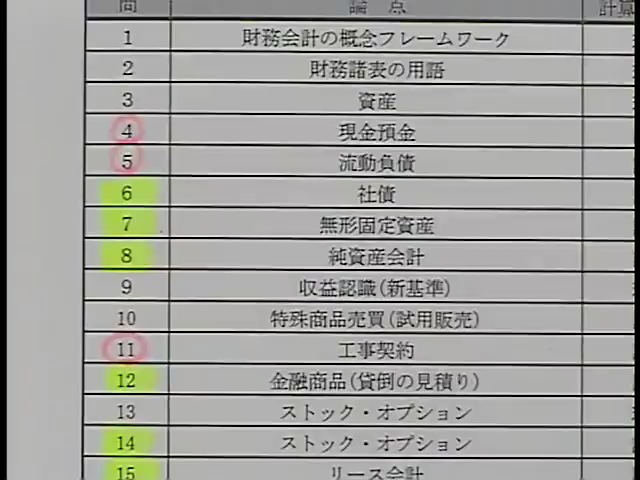 問 論点 計算
1 財務会計の概念フレームワーク
2 財務諸表の用語
3 資産
4 現金預金
5 流動負債
6 社債
7 無形固定資産
8 純資産会計
9 収益認識(新基準)
10 特殊商品売買(試用販売)
11 工事契約
12 金融商品(貸倒の見積り)
13 ストック・オプション
14 ストック・オプション
15 リース会計